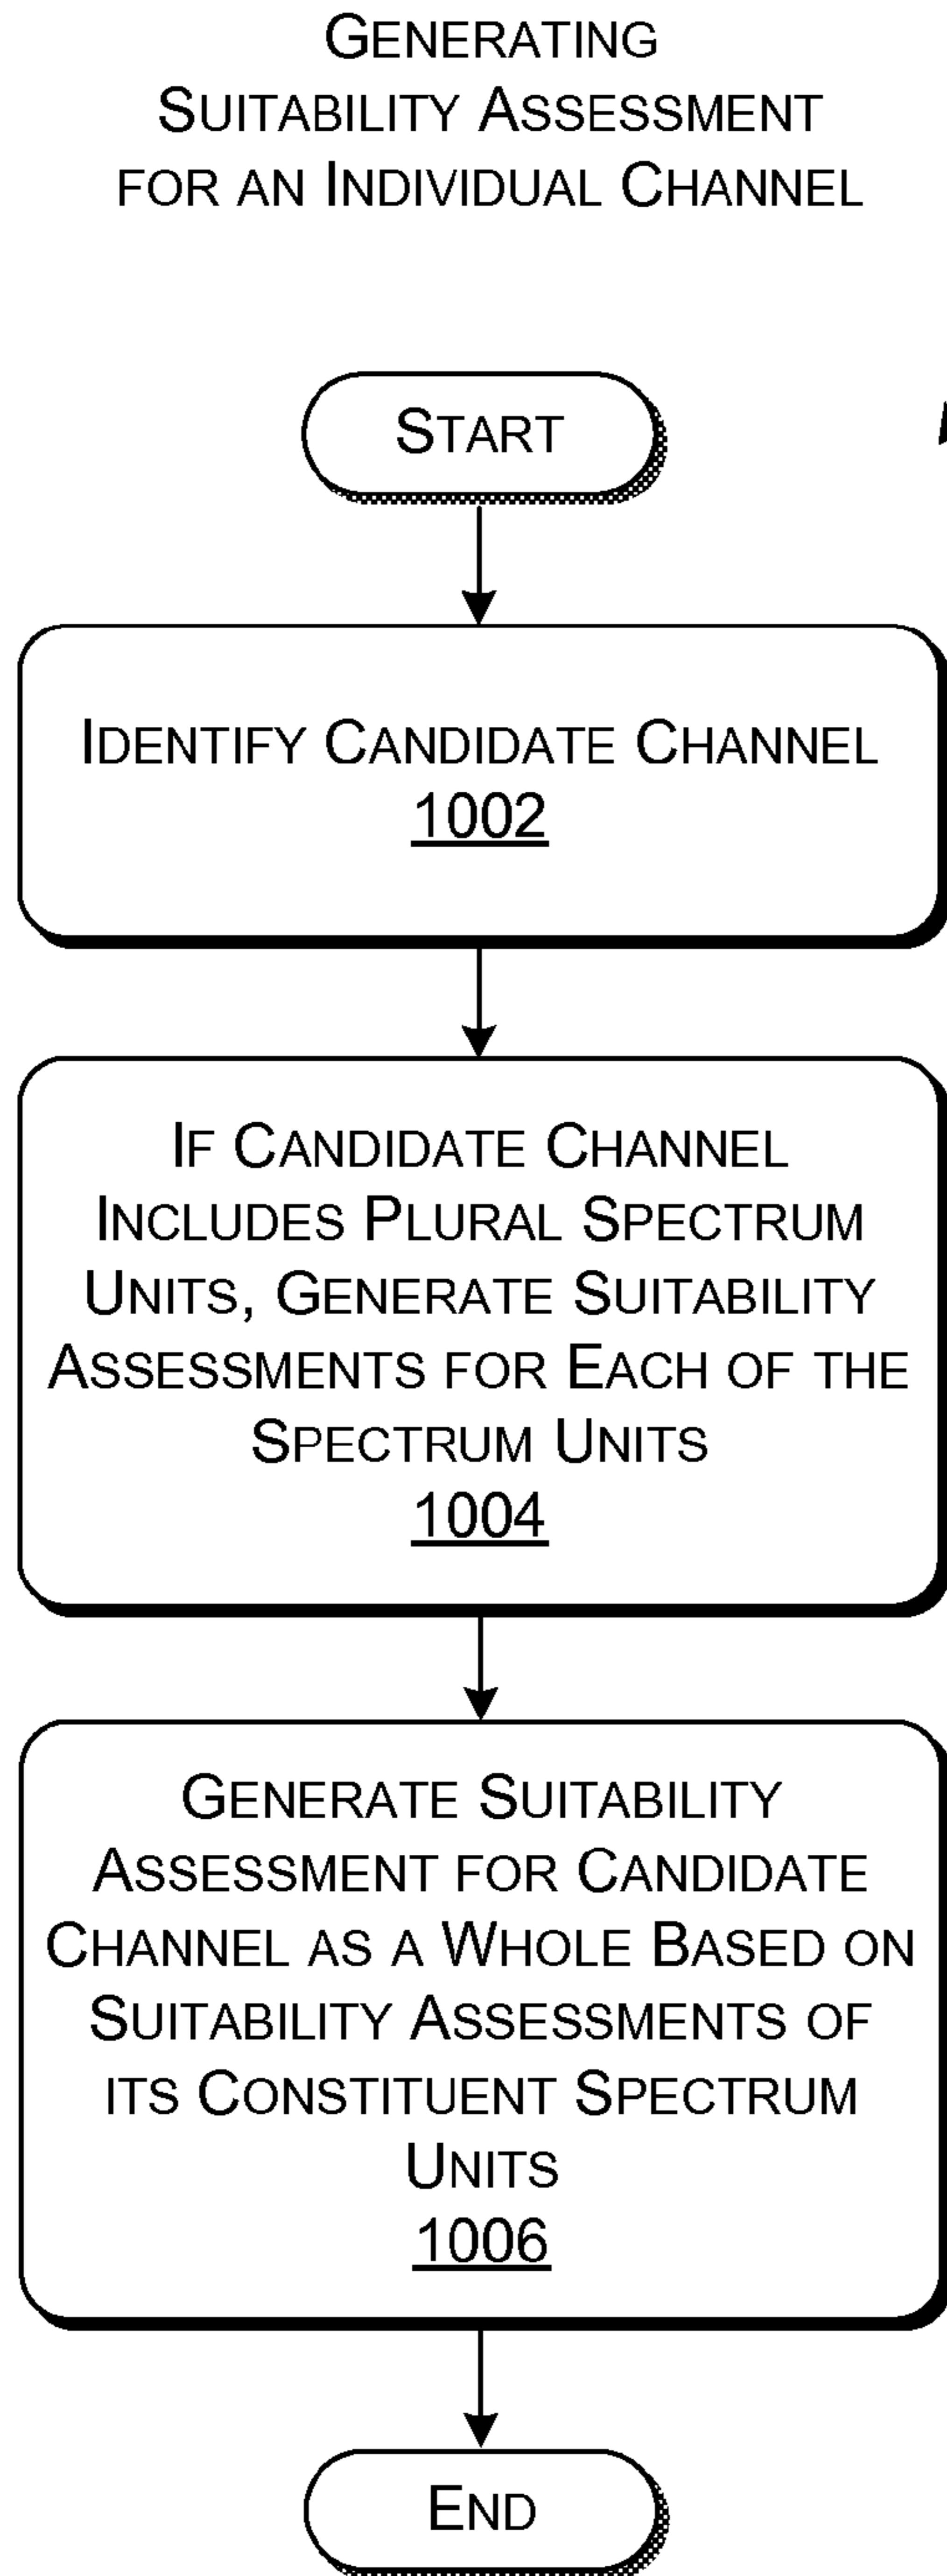 GENERATING
SUITABILITY ASSESSMENT
FOR AN INDIVIDUAL CHANNEL
START
IDENTIFY CANDIDATE CHANNEL
1002
IF CANDIDATE CHANNEL
INCLUDES PLURAL SPECTRUM
UNITS, GENERATE SUITABILITY
ASSESSMENTS FOR EACH OF THE
SPECTRUM UNITS
1004
GENERATE SUITABILITY
ASSESSMENT FOR CANDIDATE
CHANNEL AS A WHOLE BASED ON
SUITABILITY ASSESSMENTS OF
ITS CONSTITUENT SPECTRUM
UNITS
1006
END